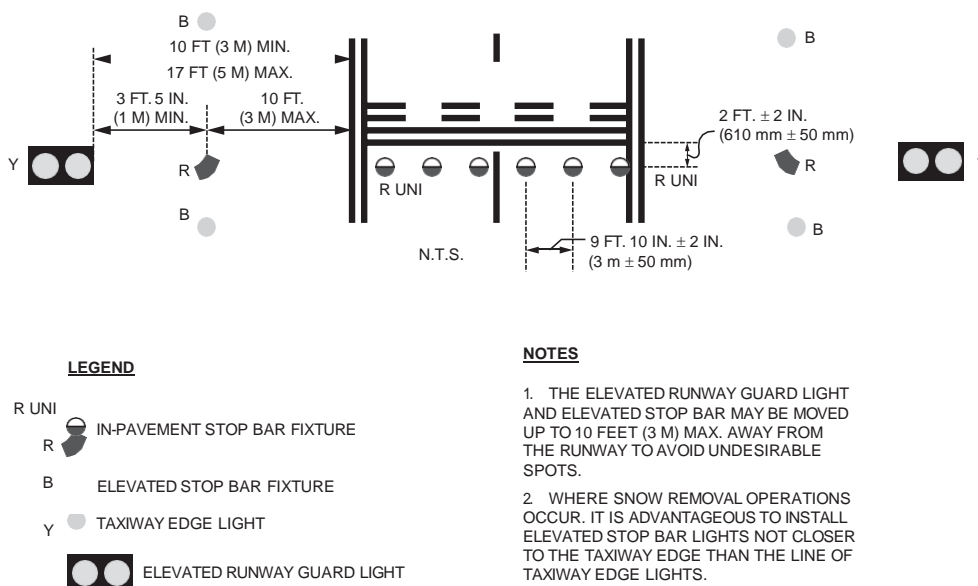 B
10 FT (3 M) MIN.
17 FT (5 M) MAX.
3 FT. 5 IN.
(1 M) MIN.
10 FT.
(3 M) MAX.
Y
R
B
R UNI
N.T.S.
R UNI
9 FT. 10 IN. ± 2 IN.
(3 m ± 50 mm)
2 FT. ± 2 IN.
(610 mm ± 50 mm)
B
R
B
LEGEND
R UNI
IN-PAVEMENT STOP BAR FIXTURE
R
B
ELEVATED STOP BAR FIXTURE
Y
TAXIWAY EDGE LIGHT
ELEVATED RUNWAY GUARD LIGHT
NOTES
1. THE ELEVATED RUNWAY GUARD LIGHT
AND ELEVATED STOP BAR MAY BE MOVED
UP TO 10 FEET (3 M) MAX. AWAY FROM
THE RUNWAY TO AVOID UNDESIRABLE
SPOTS.
2. WHERE SNOW REMOVAL OPERATIONS
OCCUR. IT IS ADVANTAGEOUS TO INSTALL
ELEVATED STOP BAR LIGHTS NOT CLOSER
TO THE TAXIWAY EDGE THAN THE LINE OF
TAXIWAY EDGE LIGHTS.